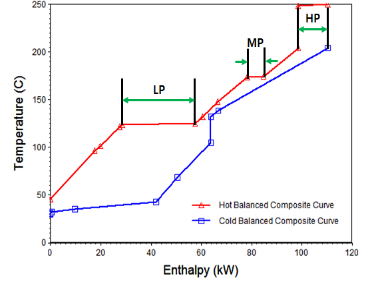 250
HP
MP
200
LP
150
100
50
0
Temperature (C)
Hot Balanced Composite Curve
Cold Balanced Composite Curve
0 20 40 60 80 100 120
Enthalpy (kW)